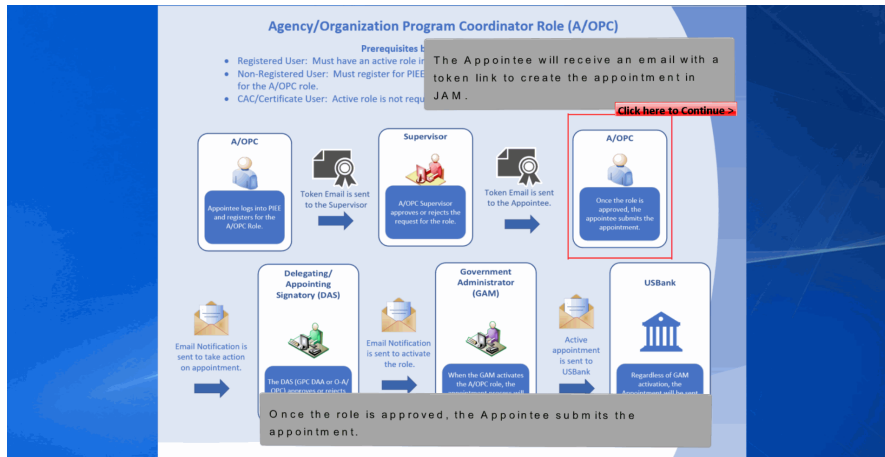 Agency/Organization Program Coordinator Role (A/OPC)
Prerequisites b
• Registered User: Must have an active role in
• Non-Registered User: Must register for PIEE
for the A/OPC role.
• CAC/Certificate User: Active role is not requ
The Appointee will receive an email with a
token link to create the appointment in
JAM.
Click here to Continue >
A/OPC
Appointee logs into PIEE
and registers for the
A/OPC Role.
Token Email is sent
to the Supervisor
Supervisor
A/OPC Supervisor
approves or rejects the
request for the role.
Token Email is sent
to the Appointee.
A/OPC
Once the role is
approved, the
appointee submits the
appointment.
Email Notification is
sent to take action
on appointment.
Delegating/
Appointing
Signatory (DAS)
The DAS (GPC DAA or O-A/
OPC) approves or rejects
Email Notification
is sent to activate
the role.
Government
Administrator
(GAM)
When the GAM activates
the A/OPC role, the
appointment process will
Active
appointment
is sent to
USBank
USBank
Regardless of GAM
activation, the
Appointment will be sent
Once the role is approved, the Appointee submits the
appointment.